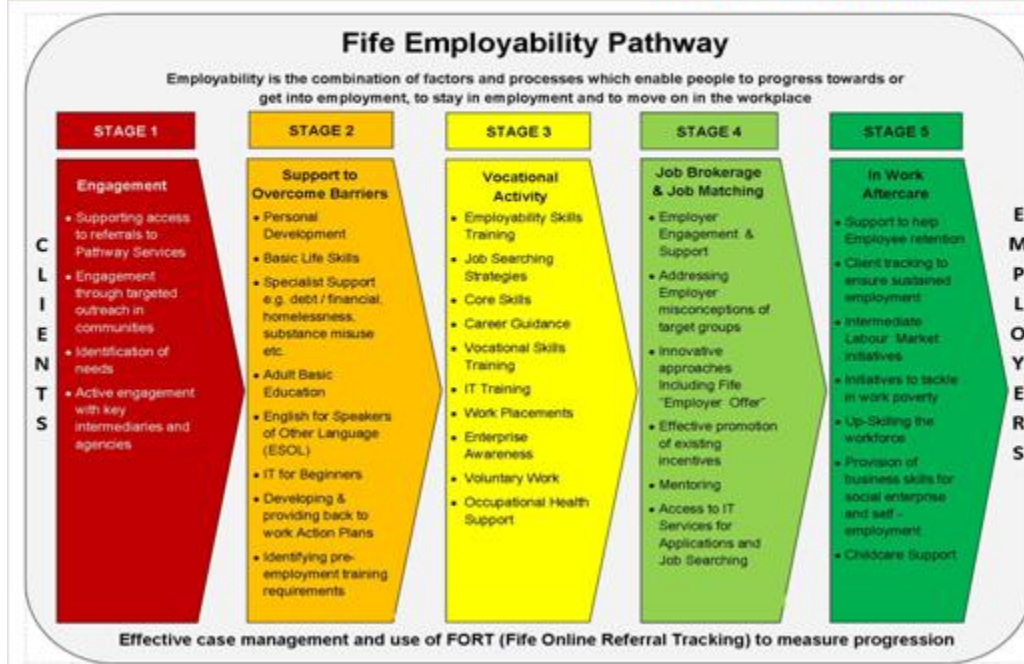 Fife Employability Pathway
Employability is the combination of factors and processes which enable people to progress towards or
get into employment, to stay in employment and to move on in the workplace
CLIENTS
STAGE 1
Engagement
• Supporting access
to referrals to
Pathway Services
• Engagement
through targeted
outreach in
communities
• Identification of
needs
• Active engagement
with key
intermediaries and
agencies
STAGE 2
Support to
Overcome Barriers
• Personal
Development
• Basic Life Skills
• Specialist Support
e.g. debt / financial,
homelessness,
substance misuse
etc.
• Adult Basic
Education
• English for Speakers
of Other Language
(ESOL)
• IT for Beginners
• Developing &
providing back to
work Action Plans
• Identifying pre-
employment training
requirements
STAGE 3
Vocational
Activity
• Employability Skills
Training
• Job Searching
Strategies
• Core Skills
• Career Guidance
• Vocational Skills
Training
• IT Training
• Work Placements
• Enterprise
Awareness
• Voluntary Work
• Occupational Health
Support
STAGE 4
Job Brokerage
& Job Matching
• Employer
Engagement &
Support
• Addressing
Employer
misconceptions of
target groups
• Innovative
approaches
Including Fife
"Employer Offer"
• Effective promotion
of existing
incentives
• Mentoring
• Access to IT
Services for
Applications and
Job Searching
STAGE 5
In Work
Aftercare
• Support to help
Employee retention
• Client tracking to
ensure sustained
employment
• Intermediate
Labour Market
initiatives
• Initiatives to tackle
in work poverty
• Up-Skilling the
workforce
• Provision of
business skills for
social enterprise
and self -
employment
• Childcare Support
EMPLOYERS
Effective case management and use of FORT (Fife Online Referral Tracking) to measure progression